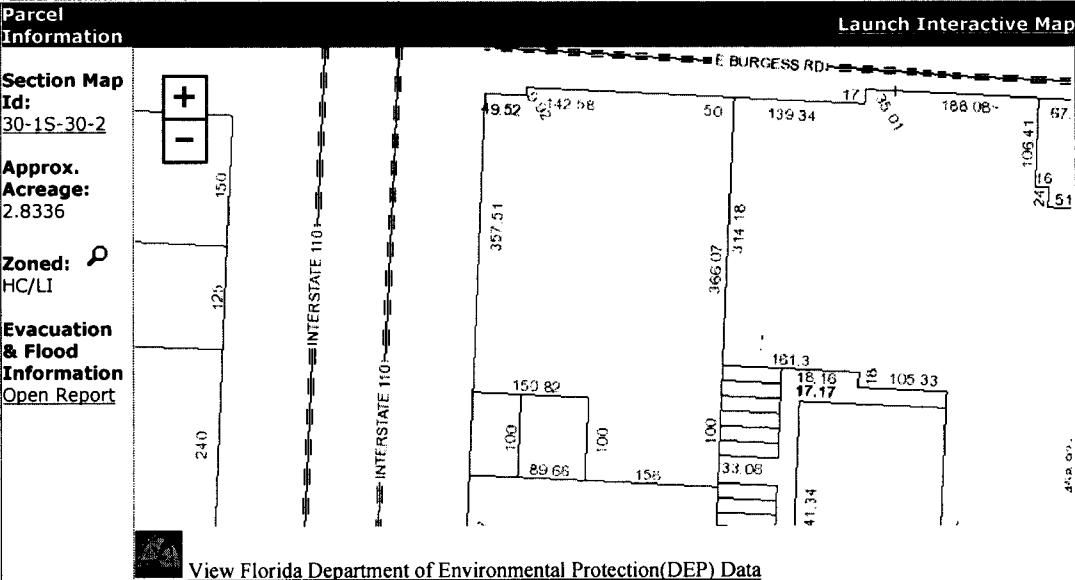 Parcel
Information
Launch Interactive Map
Section Map
Id:
30-1S-30-2
Approx.
Acreage:
2.8336
Zoned:
HC/LI
Evacuation
& Flood
Information
Open Report
+
−
E BURGESS RD
49.52
142.58
50
139.34
17
35.01
188.08
67.
106.41
16
24
51
150
357.51
314.18
366.07
INTERSTATE 110
INTERSTATE 110
125
161.3
18.16
18
105.33
17.17
150.82
240
100
100
100
89.66
156
33.06
41.34
View Florida Department of Environmental Protection(DEP) Data